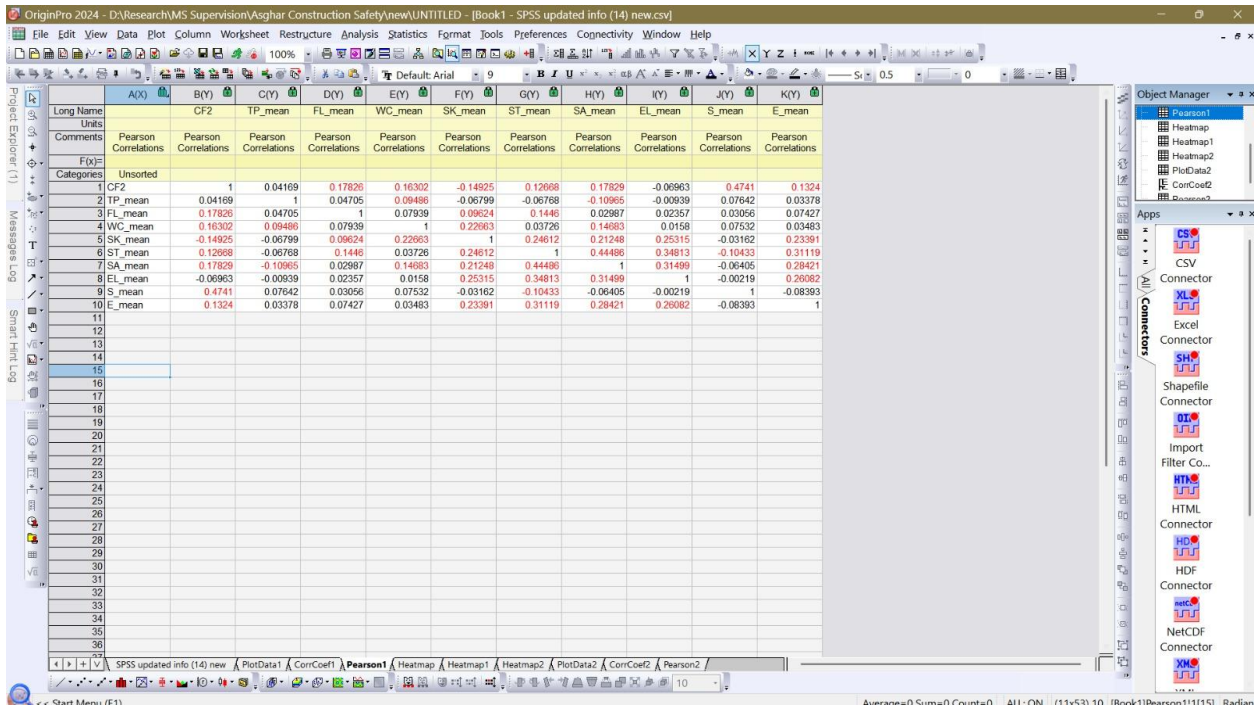 OriginPro 2024 - D:\Research\MS Supervision\Asghar Construction Safety\new\UNTITLED - [Book1 - SPSS updated info (14) new.csv]
File Edit View Data Plot Column Worksheet Restructure Analysis Statistics Format Tools Preferences Connectivity Window Help
100%
X Y Z
Default: Arial 9 B I U 0.5 0
Project Explorer (1)
Messages Log
Smart Hint Log
A(X) B(Y) C(Y) D(Y) E(Y) F(Y) G(Y) H(Y) I(Y) J(Y) K(Y)
Long Name CF2 TP_mean FL_mean WC_mean SK_mean ST_mean SA_mean EL_mean S_mean E_mean
Units
Comments Pearson Correlations Pearson Correlations Pearson Correlations Pearson Correlations Pearson Correlations Pearson Correlations Pearson Correlations Pearson Correlations Pearson Correlations Pearson Correlations Pearson Correlations
F(x)=
Categories Unsorted
1 CF2 1 0.04169 0.17826 0.16302 -0.14925 0.12668 0.17829 -0.06963 0.4741 0.1324
2 TP_mean 0.04169 1 0.04705 0.09486 -0.06799 -0.06768 -0.10965 -0.00939 0.07642 0.03378
3 FL_mean 0.17826 0.04705 1 0.07939 0.09624 0.1446 0.02987 0.02357 0.03056 0.07427
4 WC_mean 0.16302 0.09486 0.07939 1 0.22663 0.03726 0.14683 0.0158 0.07532 0.03483
5 SK_mean -0.14925 -0.06799 0.09624 0.22663 1 0.24612 0.21248 0.25315 -0.03162 0.23391
6 ST_mean 0.12668 -0.06768 0.1446 0.03726 0.24612 1 0.44486 0.34813 -0.10433 0.31119
7 SA_mean 0.17829 -0.10965 0.02987 0.14683 0.21248 0.44486 1 0.31499 -0.06405 0.28421
8 EL_mean -0.06963 -0.00939 0.02357 0.0158 0.25315 0.34813 0.31499 1 -0.00219 0.26082
9 S_mean 0.4741 0.07642 0.03056 0.07532 -0.03162 -0.10433 -0.06405 -0.00219 1 -0.08393
10 E_mean 0.1324 0.03378 0.07427 0.03483 0.23391 0.31119 0.28421 0.26082 -0.08393 1
11
12
13
14
15
16
17
18
19
20
21
22
23
24
25
26
27
28
29
30
31
32
33
34
35
36
SPSS updated info (14) new PlotData1 CorrCoef1 Pearson1 Heatmap Heatmap1 Heatmap2 PlotData2 CorrCoef2 Pearson2
10
Object Manager
Pearson1
Heatmap
Heatmap1
Heatmap2
PlotData2
CorrCoef2
Pearson2
Apps
All
Connectors
CSV
CSV
Connector
XLS
Excel
Connector
SHP
Shapefile
Connector
Import
Filter Co...
HTML
Connector
HDF
HDF
Connector
netCDF
NetCDF
Connector
XML
<< Start Menu (F1)
Average=0 Sum=0 Count=0 AU : ON (11x53) 10 [Book1]Pearson1!1[15] Radian